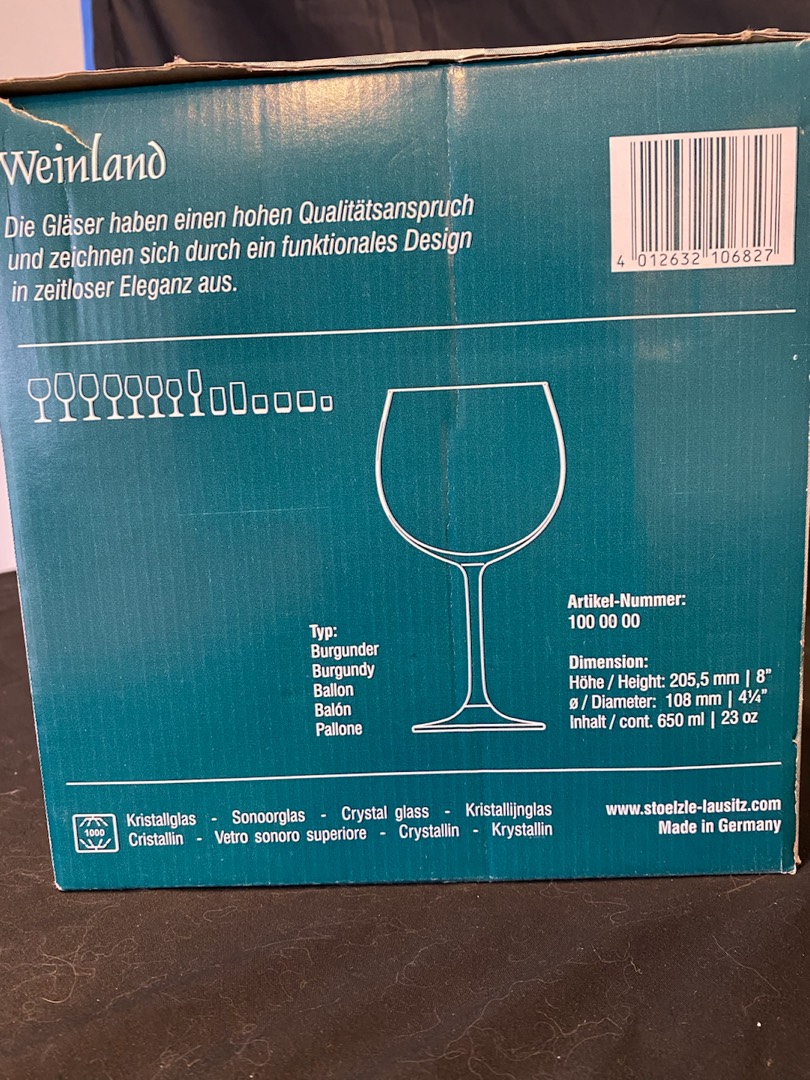 Weinland
Die Gläser haben einen hohen Qualitätsanspruch
und zeichnen sich durch ein funktionales Design
in zeitloser Eleganz aus.
4 012632 106827
Typ:
Burgunder
Burgundy
Ballon
Balón
Pallone
Artikel-Nummer:
100 00 00
Dimension:
Höhe / Height: 205,5 mm | 8”
ø / Diameter: 108 mm | 4¼”
Inhalt / cont. 650 ml | 23 oz
1000
Kristallglas - Sonoorglas - Crystal glass - Kristallijnglas
Cristallin - Vetro sonoro superiore - Crystallin - Krystallin
www.stoelzle-lausitz.com
Made in Germany